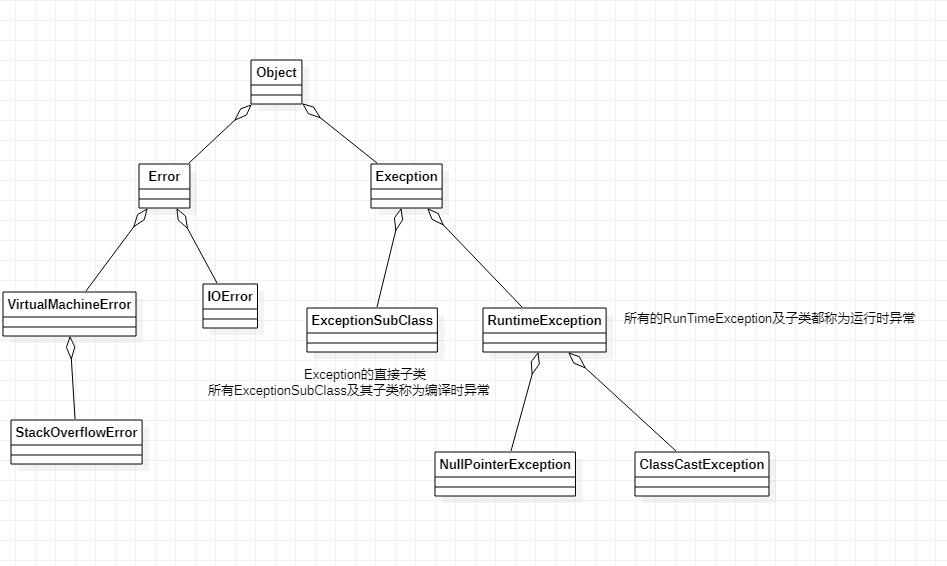 Object
Error
Execption
VirtualMachineError
IOError
ExceptionSubClass
RuntimeException
所有的RunTimeException及子类都称为运行时异常
Exception的直接子类
所有ExceptionSubClass及其子类称为编译时异常
StackOverflowError
NullPointerException
ClassCastException